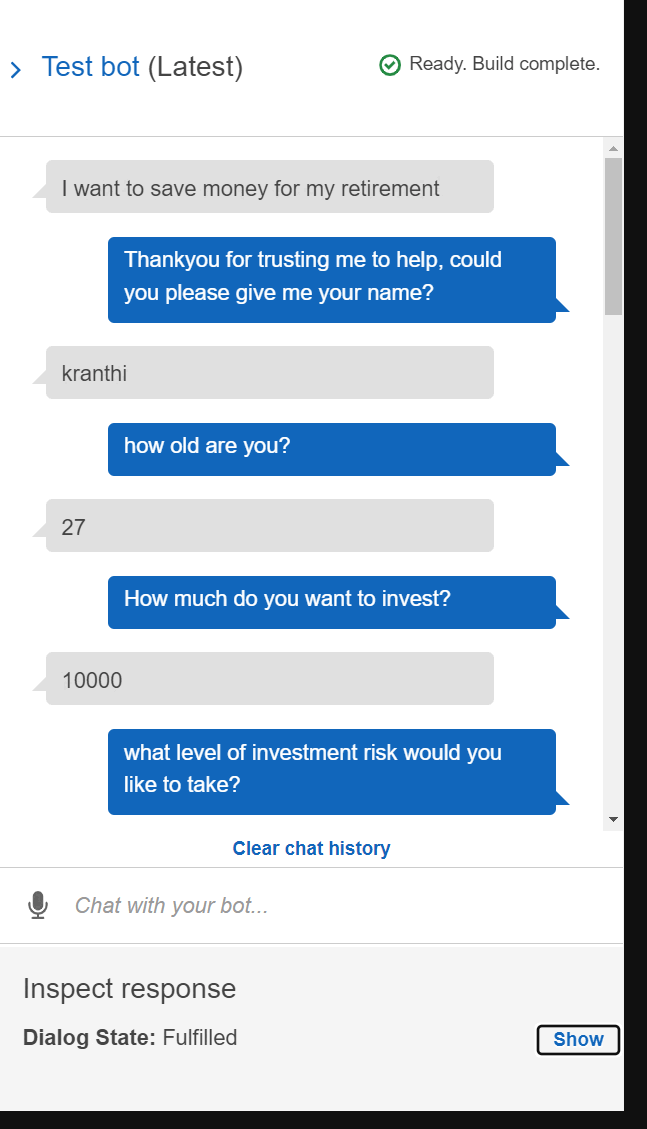 Test bot (Latest)
Ready. Build complete.
I want to save money for my retirement
Thankyou for trusting me to help, could
you please give me your name?
kranthi
how old are you?
27
How much do you want to invest?
10000
what level of investment risk would you
like to take?
Clear chat history
Chat with your bot...
Inspect response
Dialog State: Fulfilled
Show